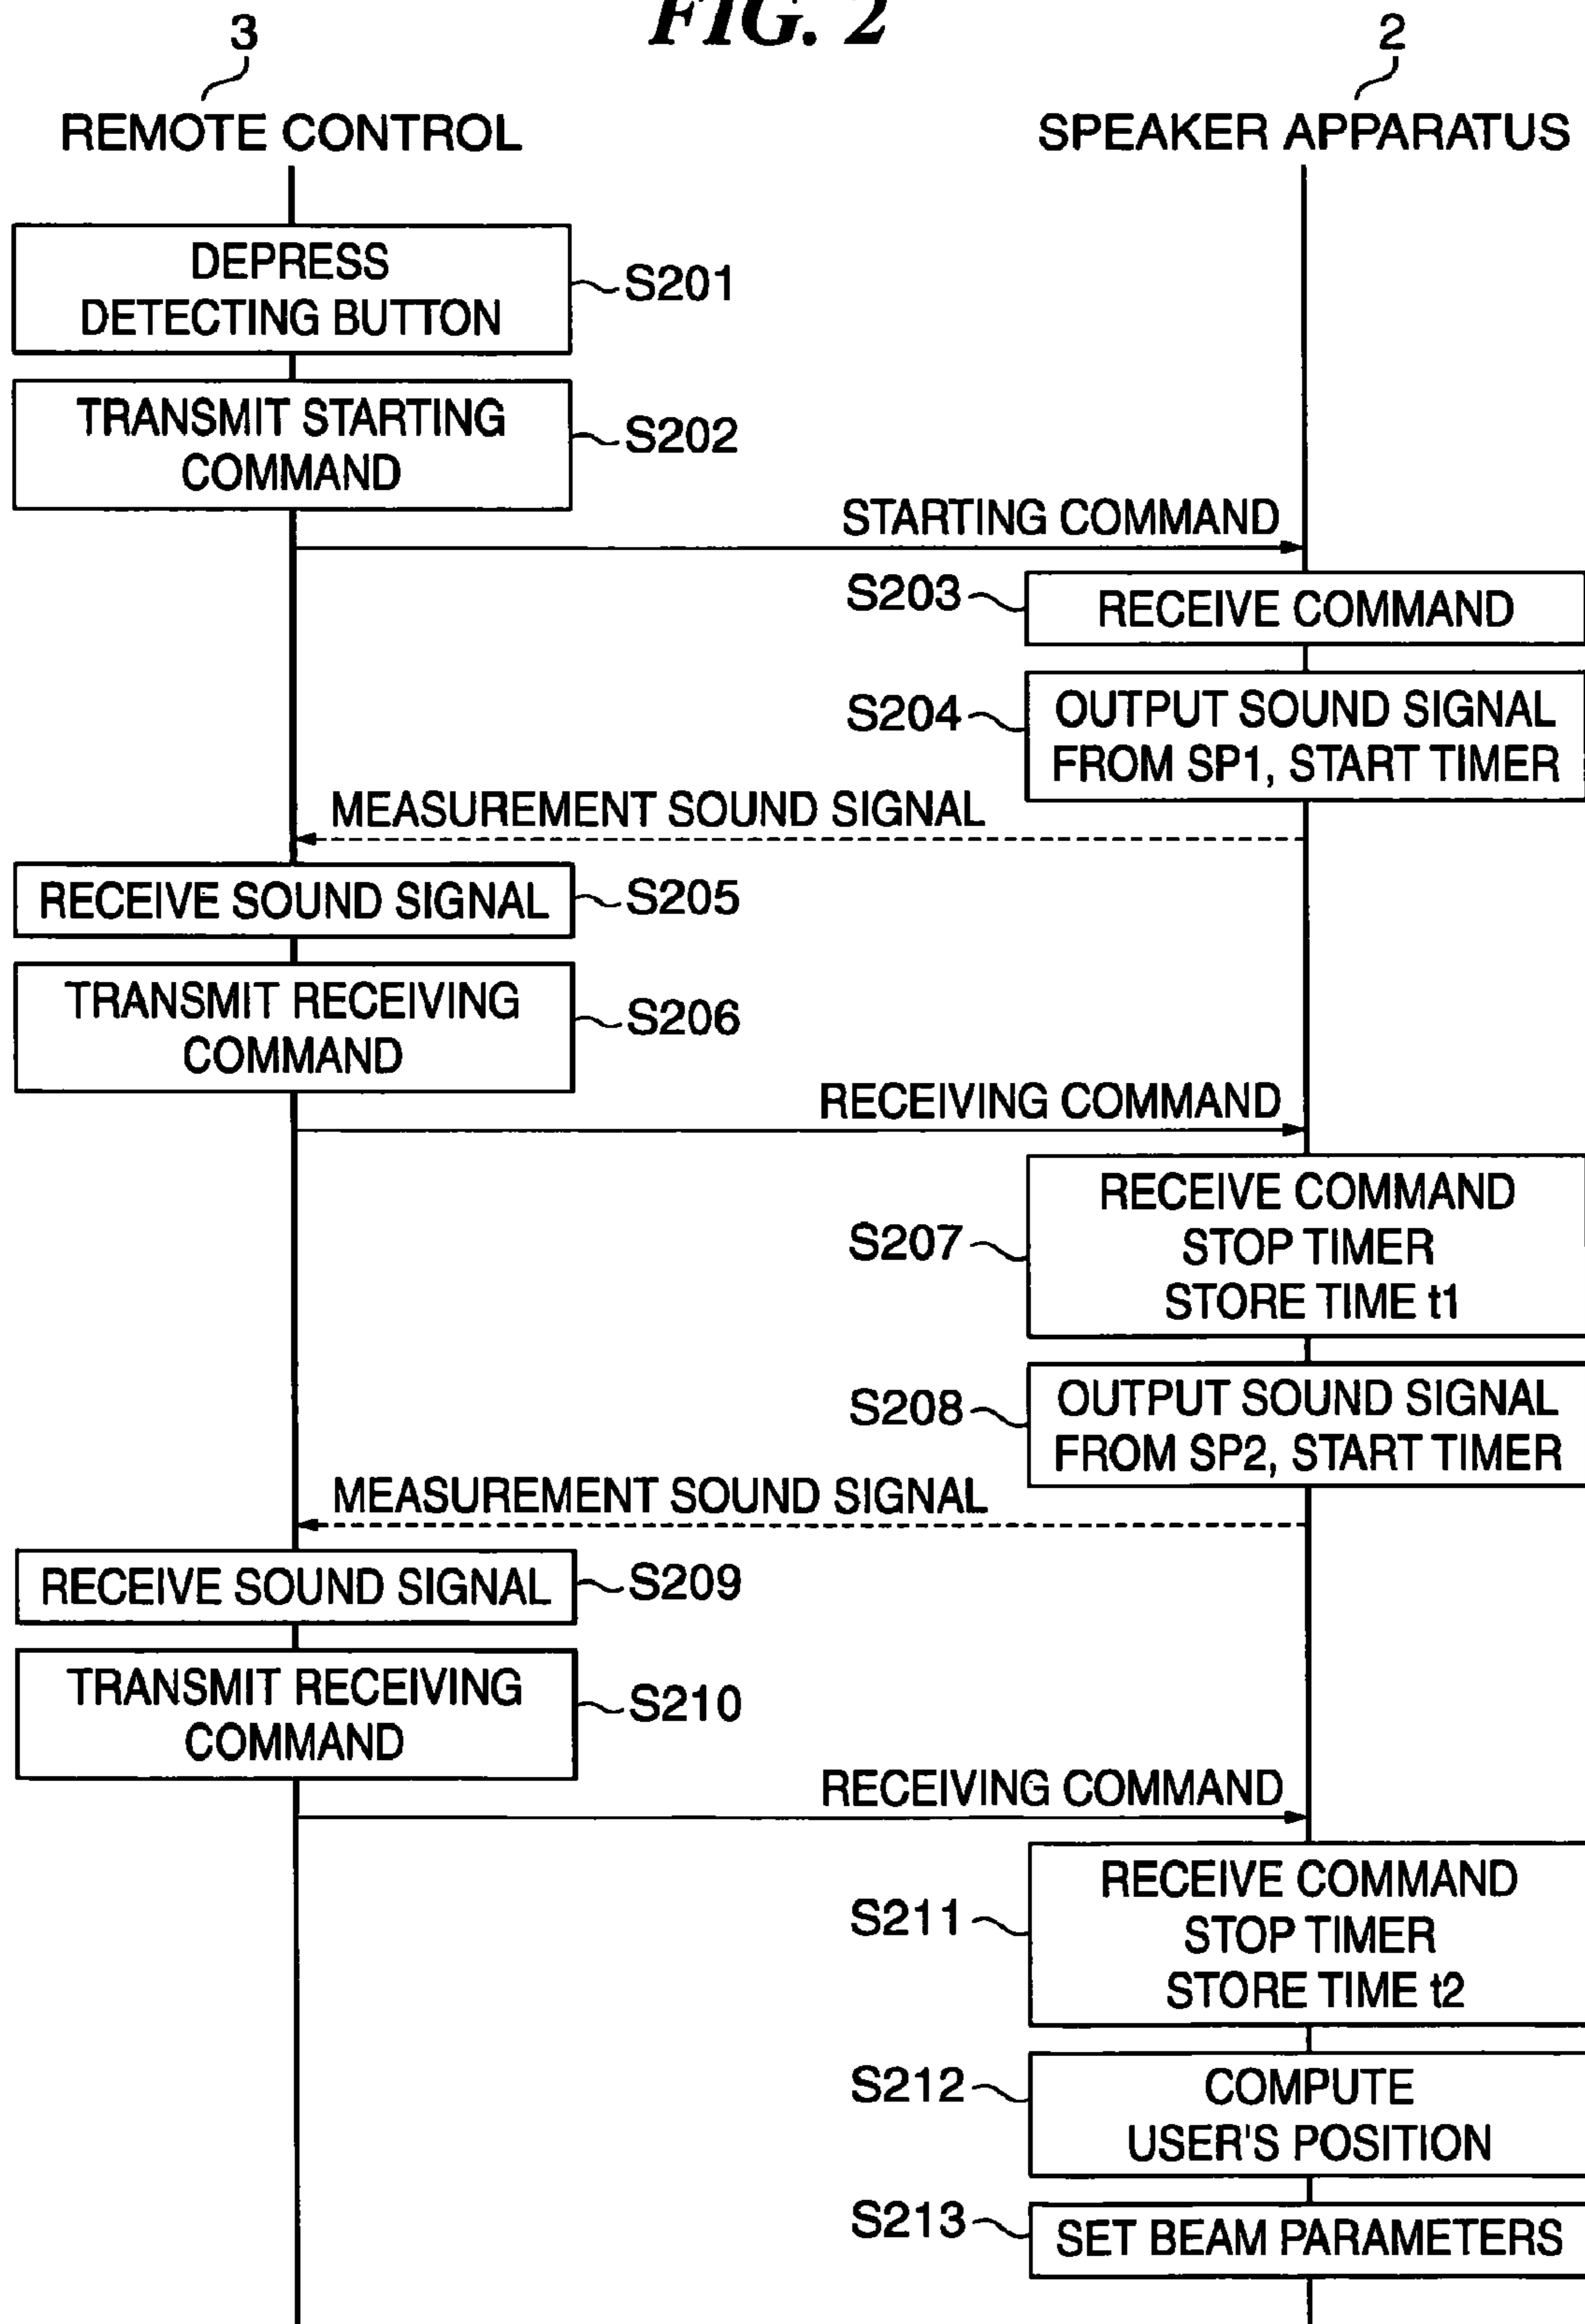 FIG. 2
3
2
REMOTE CONTROL
SPEAKER APPARATUS
DEPRESS
DETECTING BUTTON
S201
TRANSMIT STARTING
COMMAND
S202
STARTING COMMAND
S203
RECEIVE COMMAND
S204
OUTPUT SOUND SIGNAL
FROM SP1, START TIMER
MEASUREMENT SOUND SIGNAL
RECEIVE SOUND SIGNAL
S205
TRANSMIT RECEIVING
COMMAND
S206
RECEIVING COMMAND
S207
RECEIVE COMMAND
STOP TIMER
STORE TIME t1
S208
OUTPUT SOUND SIGNAL
FROM SP2, START TIMER
MEASUREMENT SOUND SIGNAL
RECEIVE SOUND SIGNAL
S209
TRANSMIT RECEIVING
COMMAND
S210
RECEIVING COMMAND
S211
RECEIVE COMMAND
STOP TIMER
STORE TIME t2
S212
COMPUTE
USER'S POSITION
S213
SET BEAM PARAMETERS